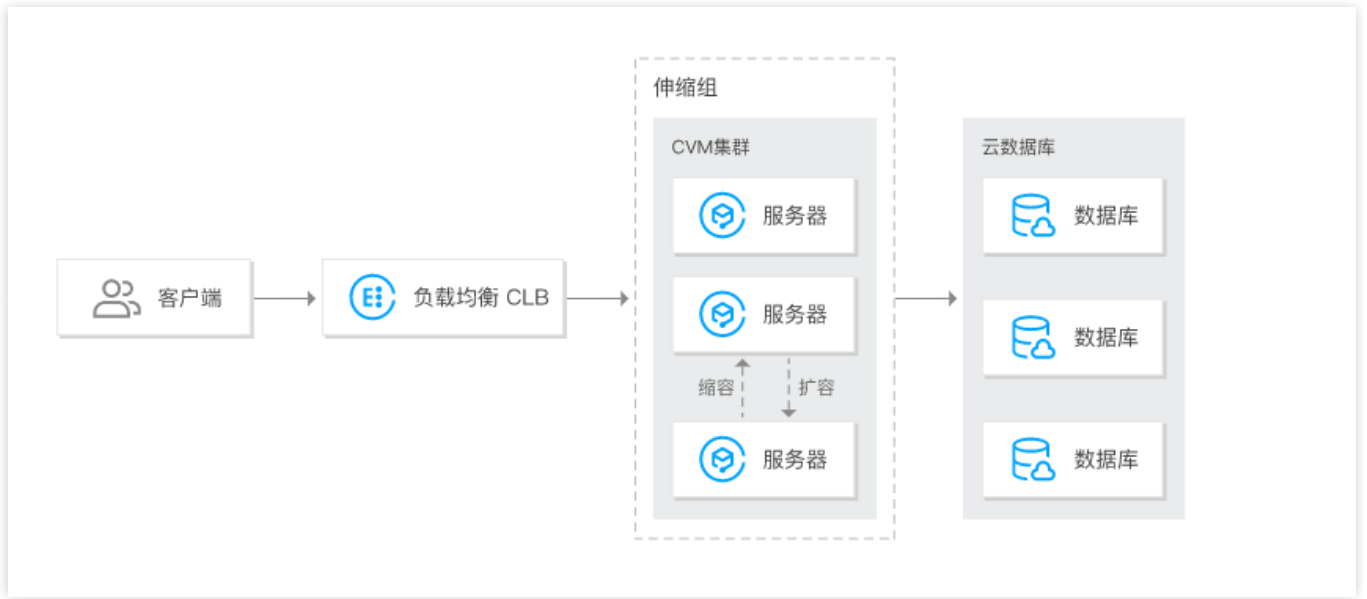 客户端
负载均衡 CLB
伸缩组
CVM集群
服务器
服务器
缩容
扩容
服务器
云数据库
数据库
数据库
数据库